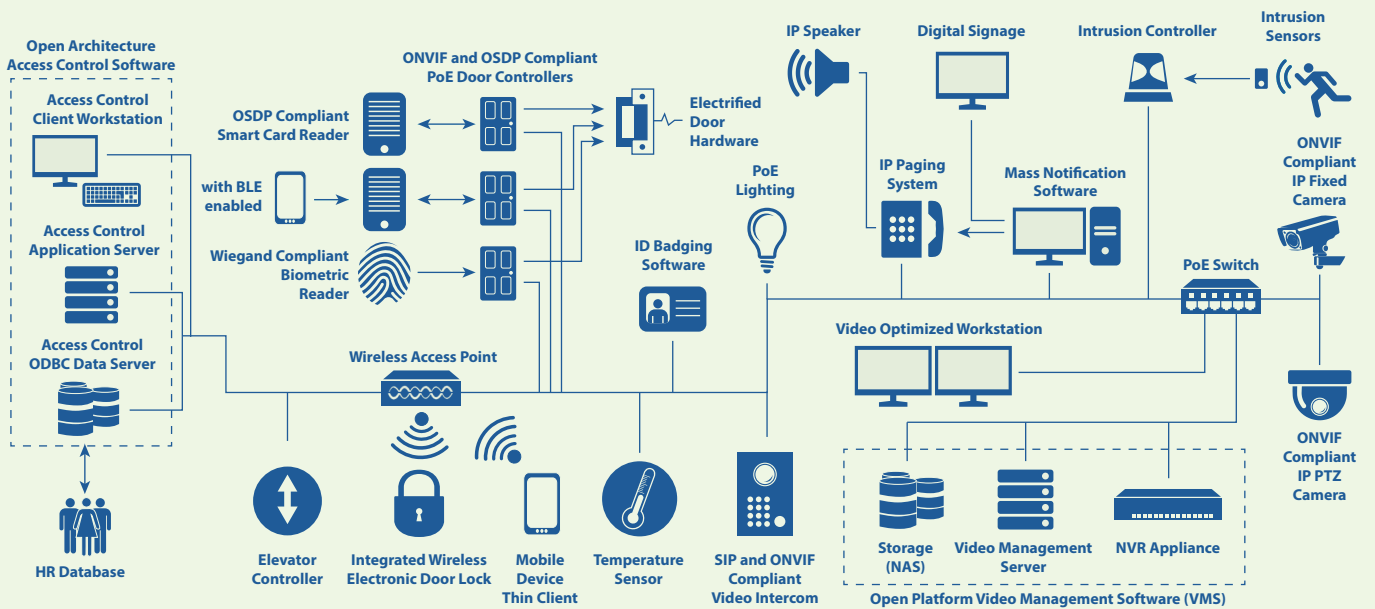 Open Architecture
Access Control Software
Access Control
Client Workstation
Access Control
Application Server
Access Control
ODBC Data Server
HR Database
ONVIF and OSDP Compliant
PoE Door Controllers
OSDP Compliant
Smart Card Reader
with BLE
enabled
Wiegand Compliant
Biometric
Reader
Electrified
Door
Hardware
ID Badging
Software
Wireless Access Point
Elevator
Controller
Integrated Wireless
Electronic Door Lock
Mobile
Device
Thin Client
Temperature
Sensor
SIP and ONVIF
Compliant
Video Intercom
PoE
Lighting
IP Speaker
Digital Signage
Intrusion Controller
Intrusion
Sensors
IP Paging
System
Mass Notification
Software
ONVIF
Compliant
IP Fixed
Camera
PoE Switch
Video Optimized Workstation
ONVIF
Compliant
IP PTZ
Camera
Storage
(NAS)
Video Management
Server
NVR Appliance
Open Platform Video Management Software (VMS)